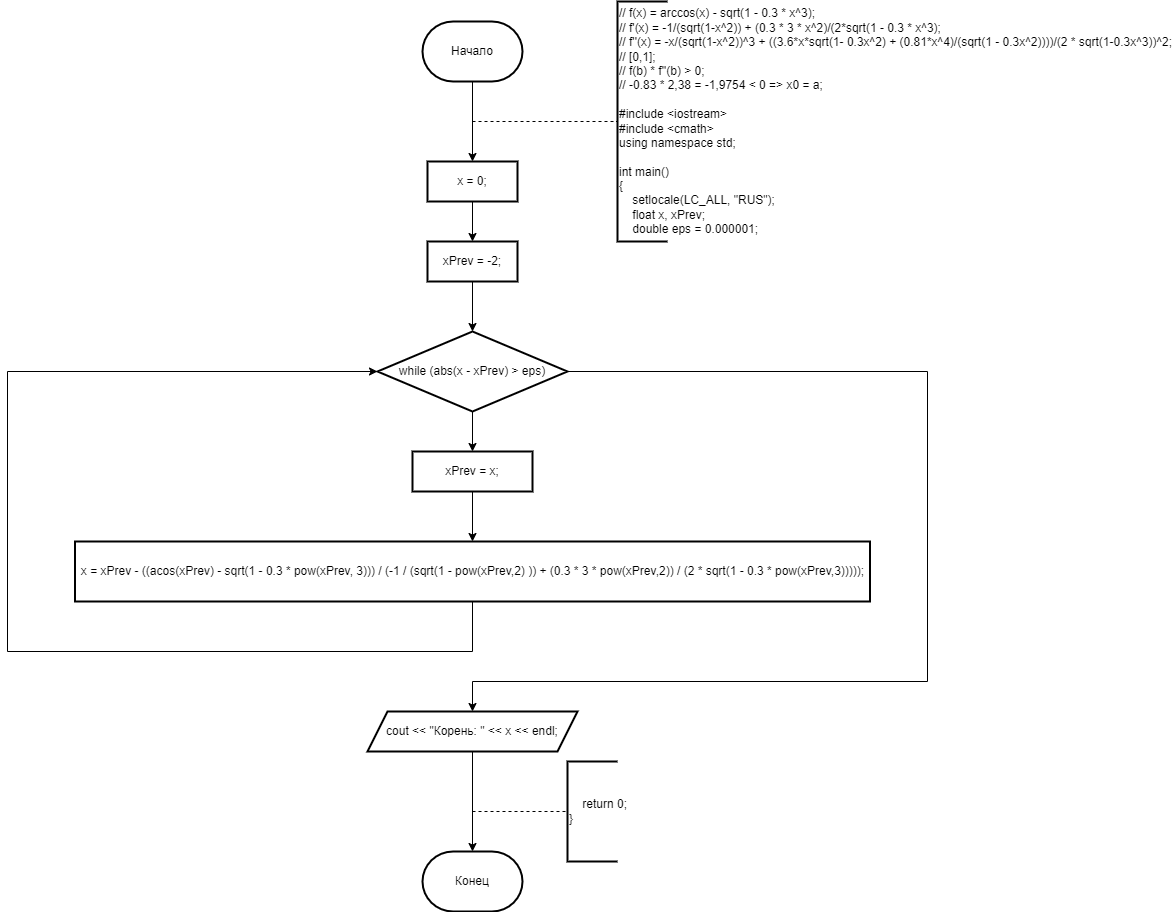 Начало
// f(x) = arccos(x) - sqrt(1 - 0.3 * x^3);
// f'(x) = -1/(sqrt(1-x^2)) + (0.3 * 3 * x^2)/(2*sqrt(1 - 0.3 * x^3);
// f''(x) = -x/(sqrt(1-x^2))^3 + ((3.6*x*sqrt(1- 0.3x^2) + (0.81*x^4)/(sqrt(1 - 0.3x^2))))/(2 * sqrt(1-0.3x^3))^2;
// [0,1];
// f(b) * f''(b) > 0;
// -0.83 * 2,38 = -1,9754 < 0 => x0 = a;
#include <iostream>
#include <cmath>
using namespace std;
int main()
{
setlocale(LC_ALL, "RUS");
float x, xPrev;
double eps = 0.000001;
x = 0;
xPrev = -2;
while (abs(x - xPrev) > eps)
xPrev = x;
x = xPrev - ((acos(xPrev) - sqrt(1 - 0.3 * pow(xPrev, 3))) / (-1 / (sqrt(1 - pow(xPrev,2) )) + (0.3 * 3 * pow(xPrev,2)) / (2 * sqrt(1 - 0.3 * pow(xPrev,3)))));
cout << "Корень: " << x << endl;
return 0;
}
Конец